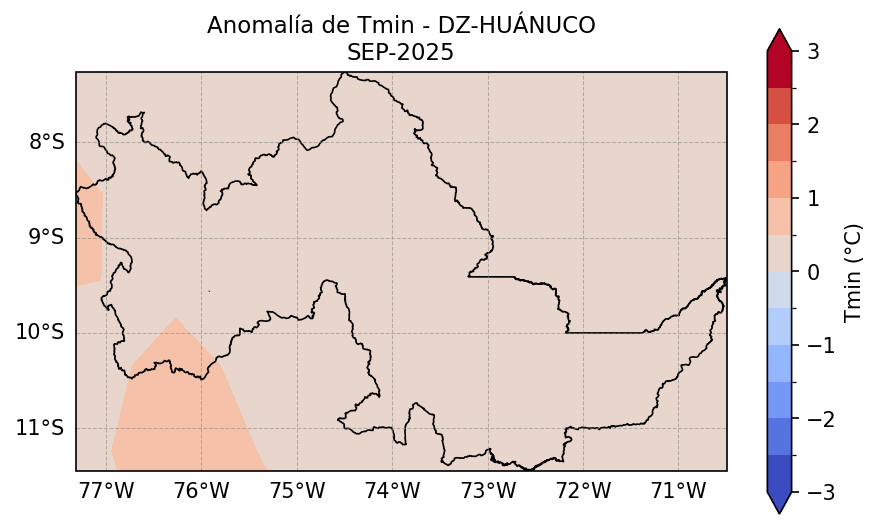 Anomalía de Tmin - DZ-HUÁNUCO
SEP-2025
8°S
9°S
10°S
11°S
77°W
76°W
75°W
74°W
73°W
72°W
71°W
3
2
1
0
−1
−2
−3
Tmin (°C)